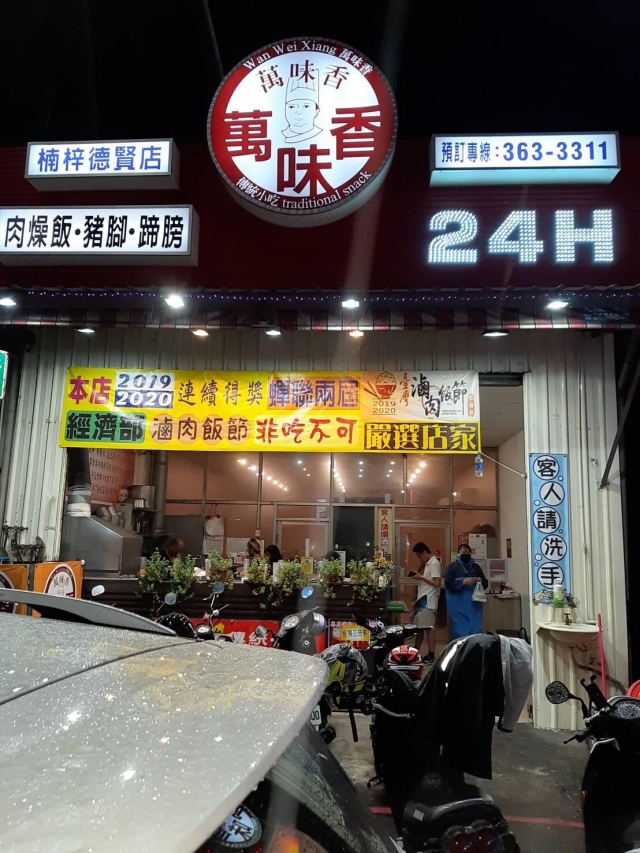 Wan Wei Xiang 萬味香
萬味香
萬味香
傳統小吃 traditional snack
楠梓德賢店
預訂專線:363-3311
肉燥飯·豬腳·蹄膀
24H
本店 2019 2020 連續得獎 蟬聯兩屆
2019
2020
滷肉飯節
經濟部 滷肉飯節 非吃不可 嚴選店家
客人請洗手